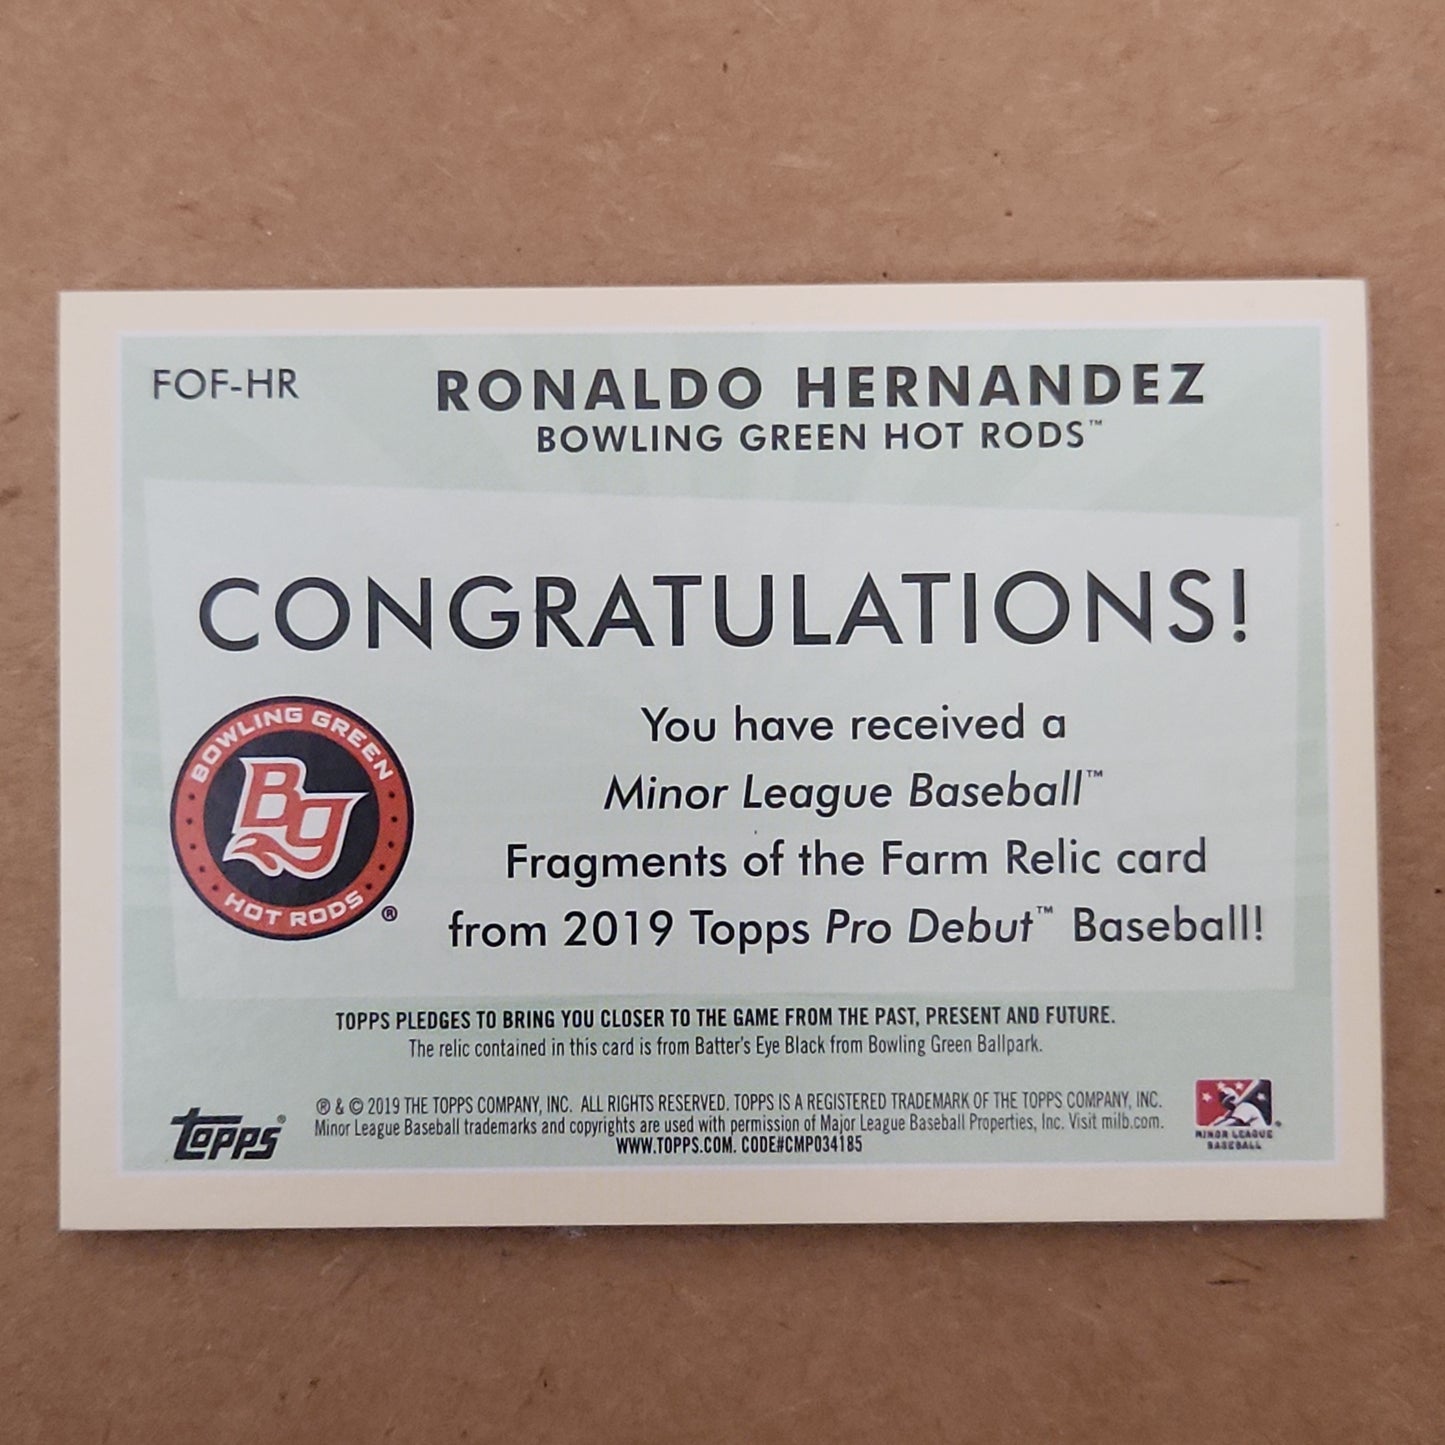 FOF-HR
RONALDO HERNANDEZ
BOWLING GREEN HOT RODS™
CONGRATULATIONS!
BOWLING GREEN
BG
HOT RODS
®
You have received a
Minor League Baseball™
Fragments of the Farm Relic card
from 2019 Topps Pro Debut™ Baseball!
TOPPS PLEDGES TO BRING YOU CLOSER TO THE GAME FROM THE PAST, PRESENT AND FUTURE.
The relic contained in this card is from Batter's Eye Black from Bowling Green Ballpark.
TOPPS®
® & © 2019 THE TOPPS COMPANY, INC. ALL RIGHTS RESERVED. TOPPS IS A REGISTERED TRADEMARK OF THE TOPPS COMPANY, INC.
Minor League Baseball trademarks and copyrights are used with permission of Major League Baseball Properties, Inc. Visit milb.com.
WWW.TOPPS.COM. CODE#CMP034185
MINOR LEAGUE
BASEBALL
®